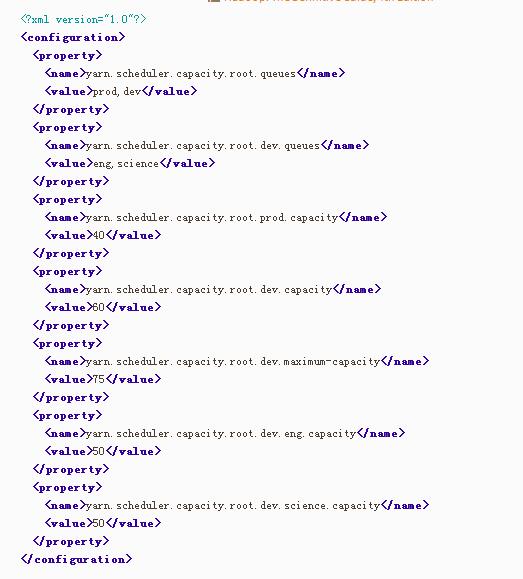 <?xml version="1.0"?>
<configuration>
<property>
<name>yarn.scheduler.capacity.root.queues</name>
<value>prod,dev</value>
</property>
<property>
<name>yarn.scheduler.capacity.root.dev.queues</name>
<value>eng,science</value>
</property>
<property>
<name>yarn.scheduler.capacity.root.prod.capacity</name>
<value>40</value>
</property>
<property>
<name>yarn.scheduler.capacity.root.dev.capacity</name>
<value>60</value>
</property>
<property>
<name>yarn.scheduler.capacity.root.dev.maximum-capacity</name>
<value>75</value>
</property>
<property>
<name>yarn.scheduler.capacity.root.dev.eng.capacity</name>
<value>50</value>
</property>
<property>
<name>yarn.scheduler.capacity.root.dev.science.capacity</name>
<value>50</value>
</property>
</configuration>